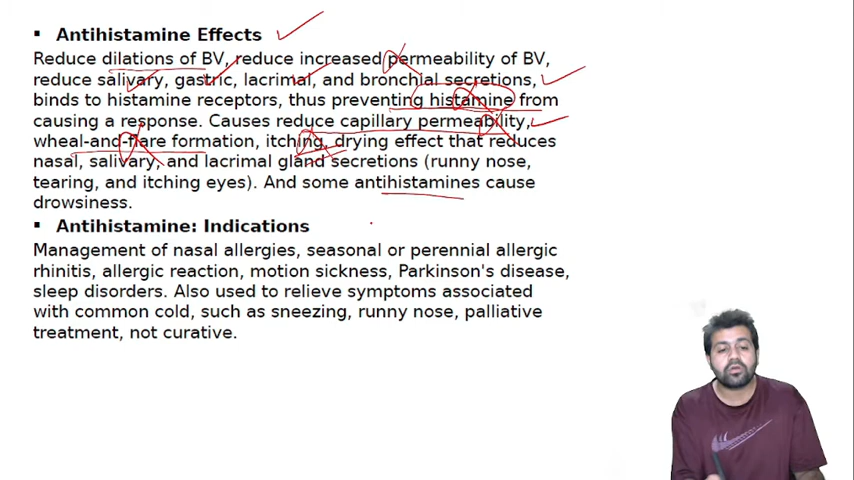 ▪ Antihistamine Effects
Reduce dilations of BV, reduce increased permeability of BV,
reduce salivary, gastric, lacrimal, and bronchial secretions,
binds to histamine receptors, thus preventing histamine from
causing a response. Causes reduce capillary permeability,
wheal-and-flare formation, itching, drying effect that reduces
nasal, salivary, and lacrimal gland secretions (runny nose,
tearing, and itching eyes). And some antihistamines cause
drowsiness.
▪ Antihistamine: Indications
Management of nasal allergies, seasonal or perennial allergic
rhinitis, allergic reaction, motion sickness, Parkinson's disease,
sleep disorders. Also used to relieve symptoms associated
with common cold, such as sneezing, runny nose, palliative
treatment, not curative.